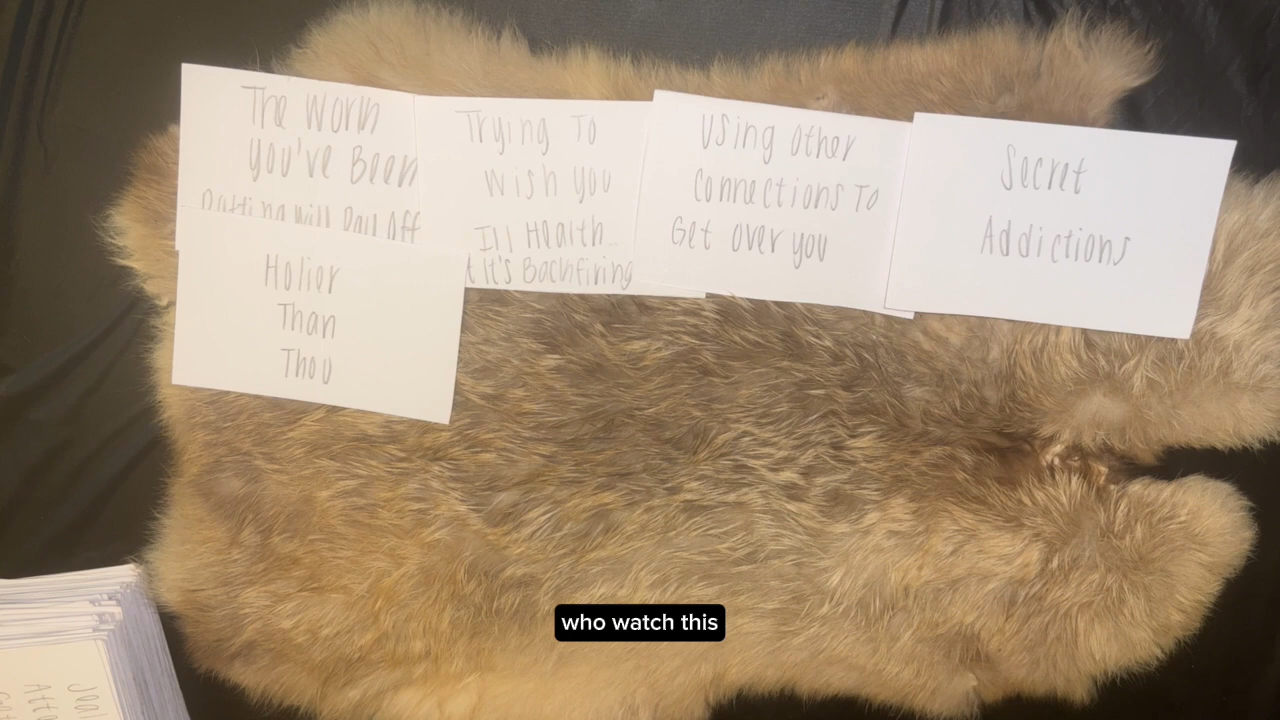 The Work
You've Been
Putting Will Pay Off
Trying To
Wish You
Ill Health
It's Backfiring
Using Other
Connections To
Get Over You
Secret
Addictions
Holier
Than
Thou
who watch this